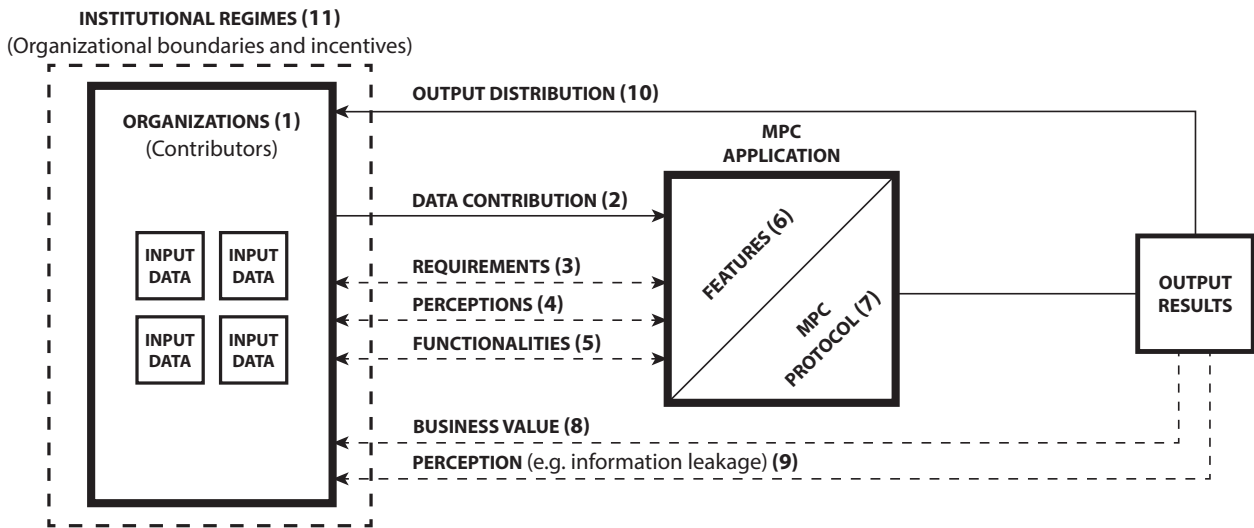 INSTITUTIONAL REGIMES (11)
(Organizational boundaries and incentives)
ORGANIZATIONS (1)
(Contributors)
INPUT
DATA
INPUT
DATA
INPUT
DATA
INPUT
DATA
OUTPUT DISTRIBUTION (10)
MPC
APPLICATION
DATA CONTRIBUTION (2)
REQUIREMENTS (3)
PERCEPTIONS (4)
FUNCTIONALITIES (5)
FEATURES (6)
MPC
PROTOCOL (7)
OUTPUT
RESULTS
BUSINESS VALUE (8)
PERCEPTION (e.g. information leakage) (9)